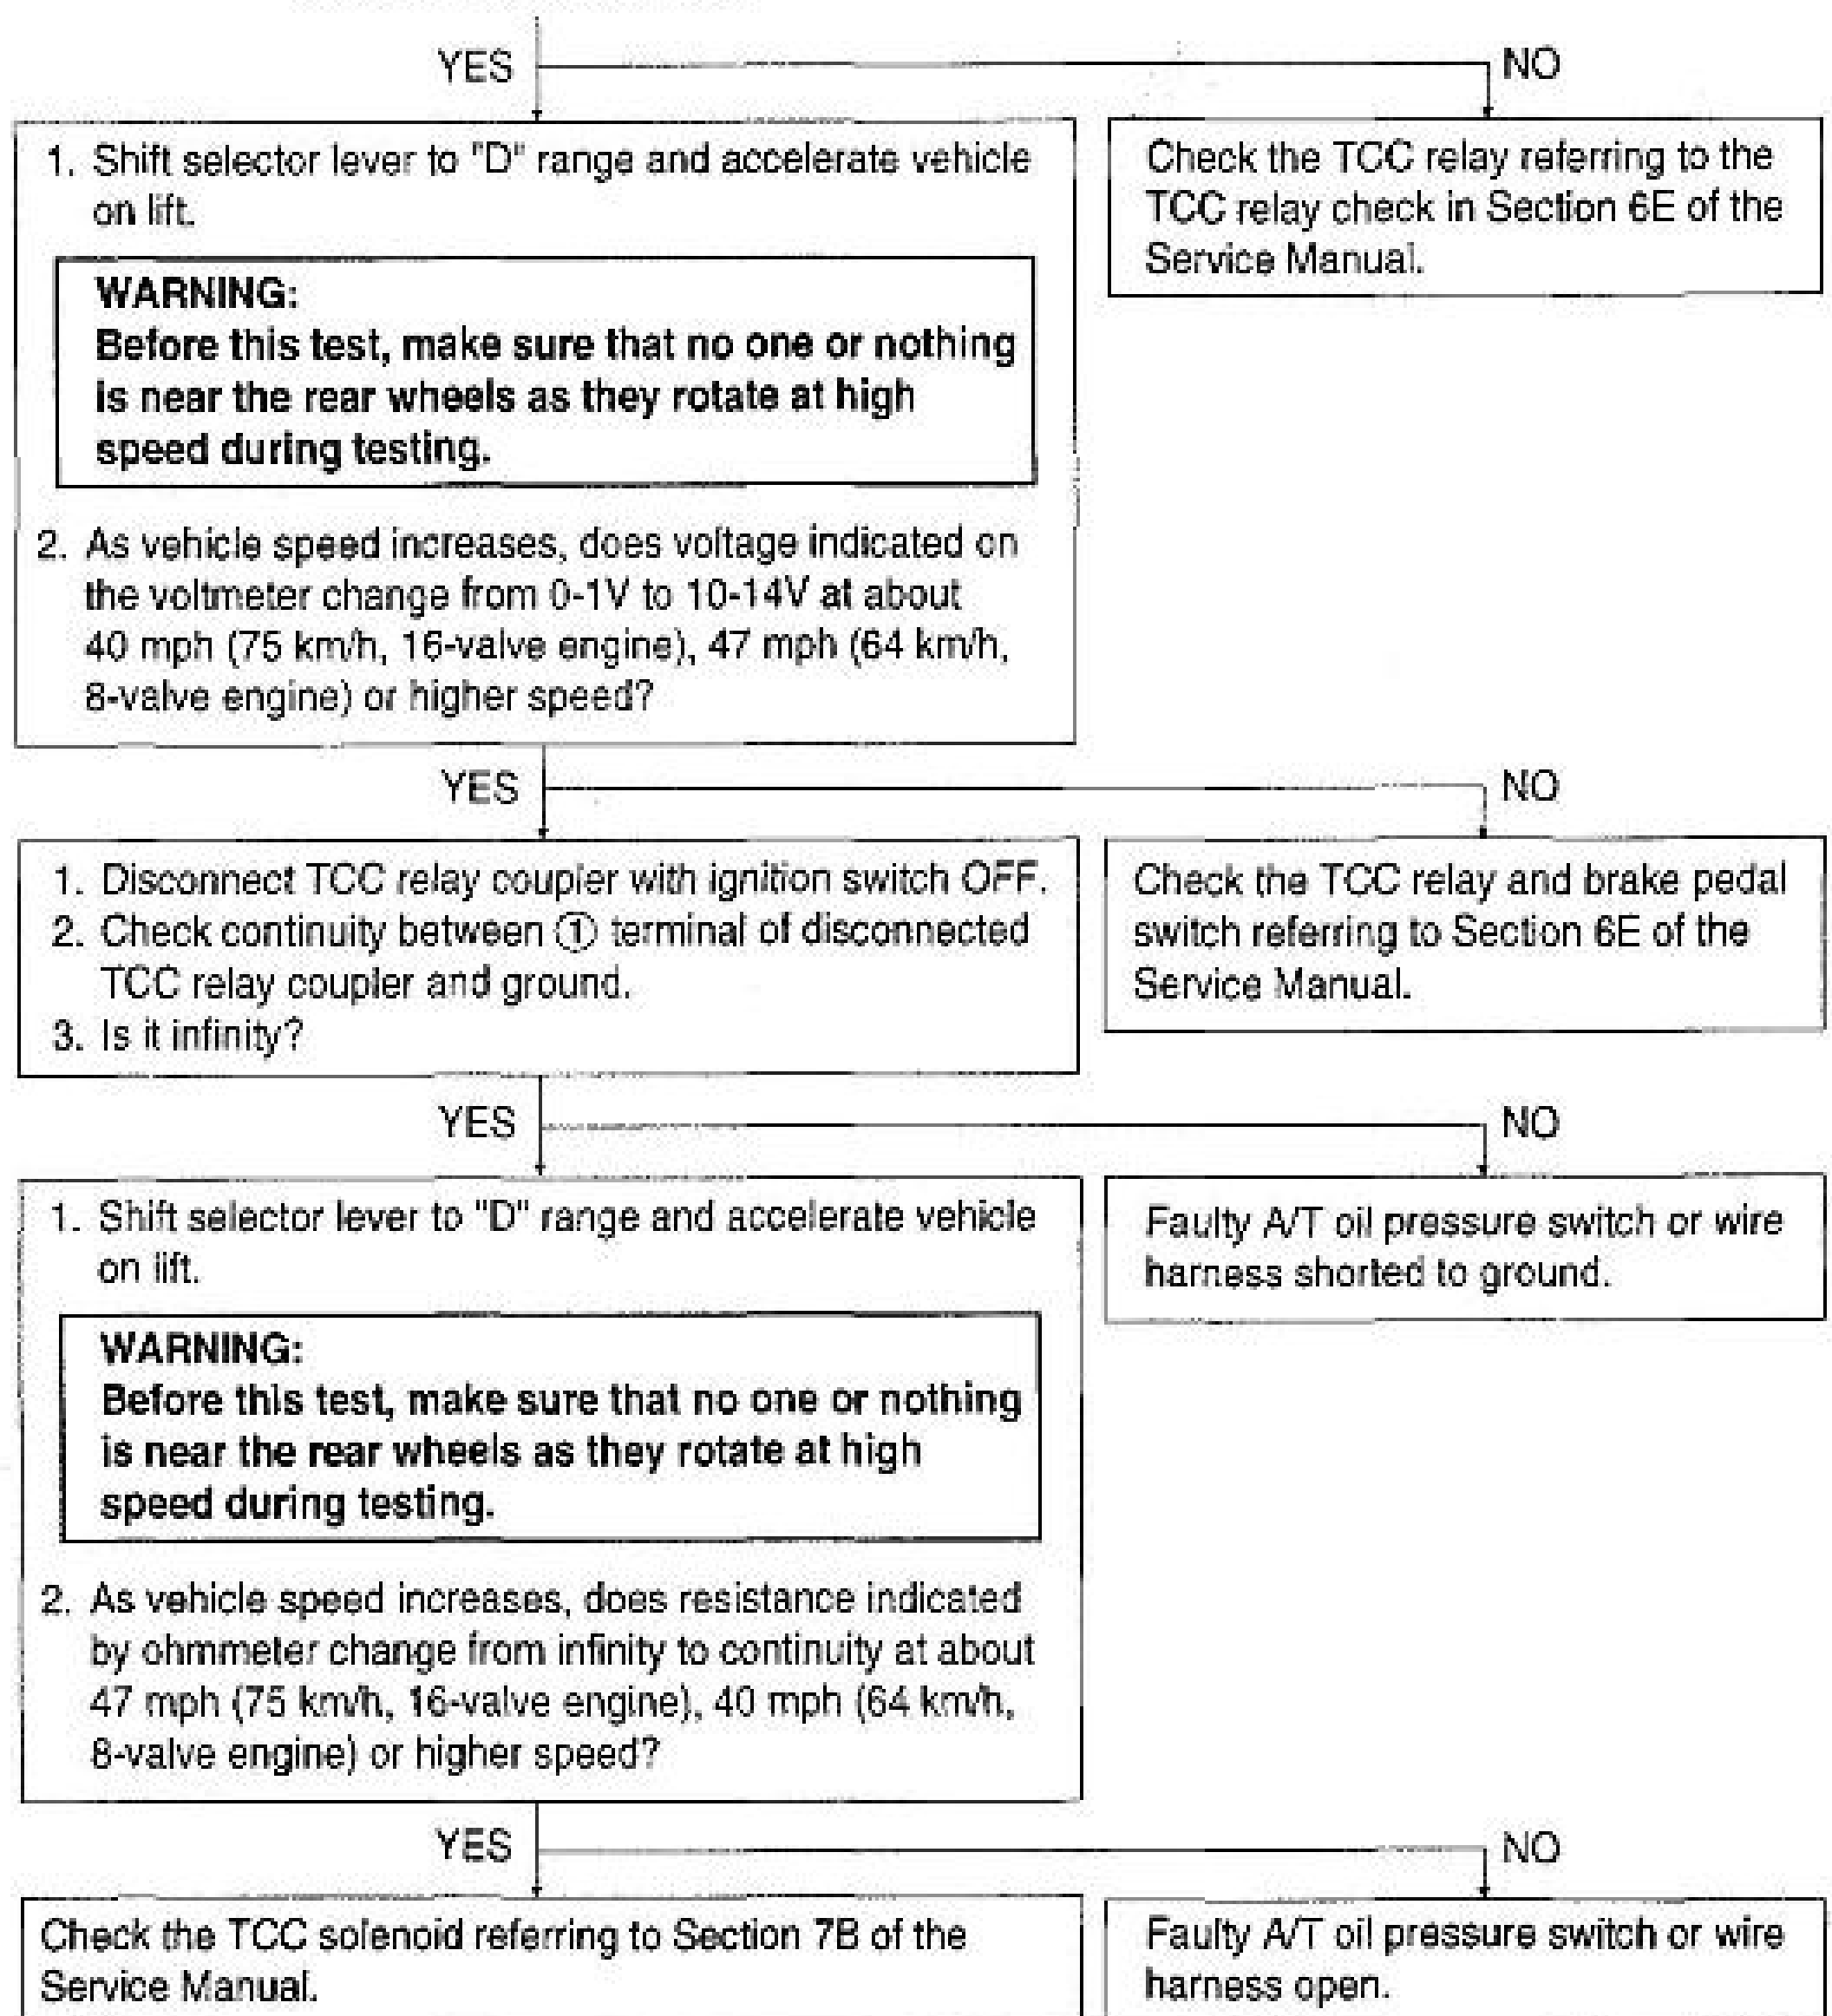 YES
NO
1. Shift selector lever to "D" range and accelerate vehicle
on lift.
WARNING:
Before this test, make sure that no one or nothing
is near the rear wheels as they rotate at high
speed during testing.
2. As vehicle speed increases, does voltage indicated on
the voltmeter change from 0-1V to 10-14V at about
40 mph (75 km/h, 16-valve engine), 47 mph (64 km/h,
8-valve engine) or higher speed?
Check the TCC relay referring to the
TCC relay check in Section 6E of the
Service Manual.
YES
NO
1. Disconnect TCC relay coupler with ignition switch OFF.
2. Check continuity between ① terminal of disconnected
TCC relay coupler and ground.
3. Is it infinity?
Check the TCC relay and brake pedal
switch referring to Section 6E of the
Service Manual.
YES
NO
1. Shift selector lever to "D" range and accelerate vehicle
on lift.
WARNING:
Before this test, make sure that no one or nothing
is near the rear wheels as they rotate at high
speed during testing.
2. As vehicle speed increases, does resistance indicated
by ohmmeter change from infinity to continuity at about
47 mph (75 km/h, 16-valve engine), 40 mph (64 km/h,
8-valve engine) or higher speed?
Faulty A/T oil pressure switch or wire
harness shorted to ground.
YES
NO
Check the TCC solenoid referring to Section 7B of the
Service Manual.
Faulty A/T oil pressure switch or wire
harness open.